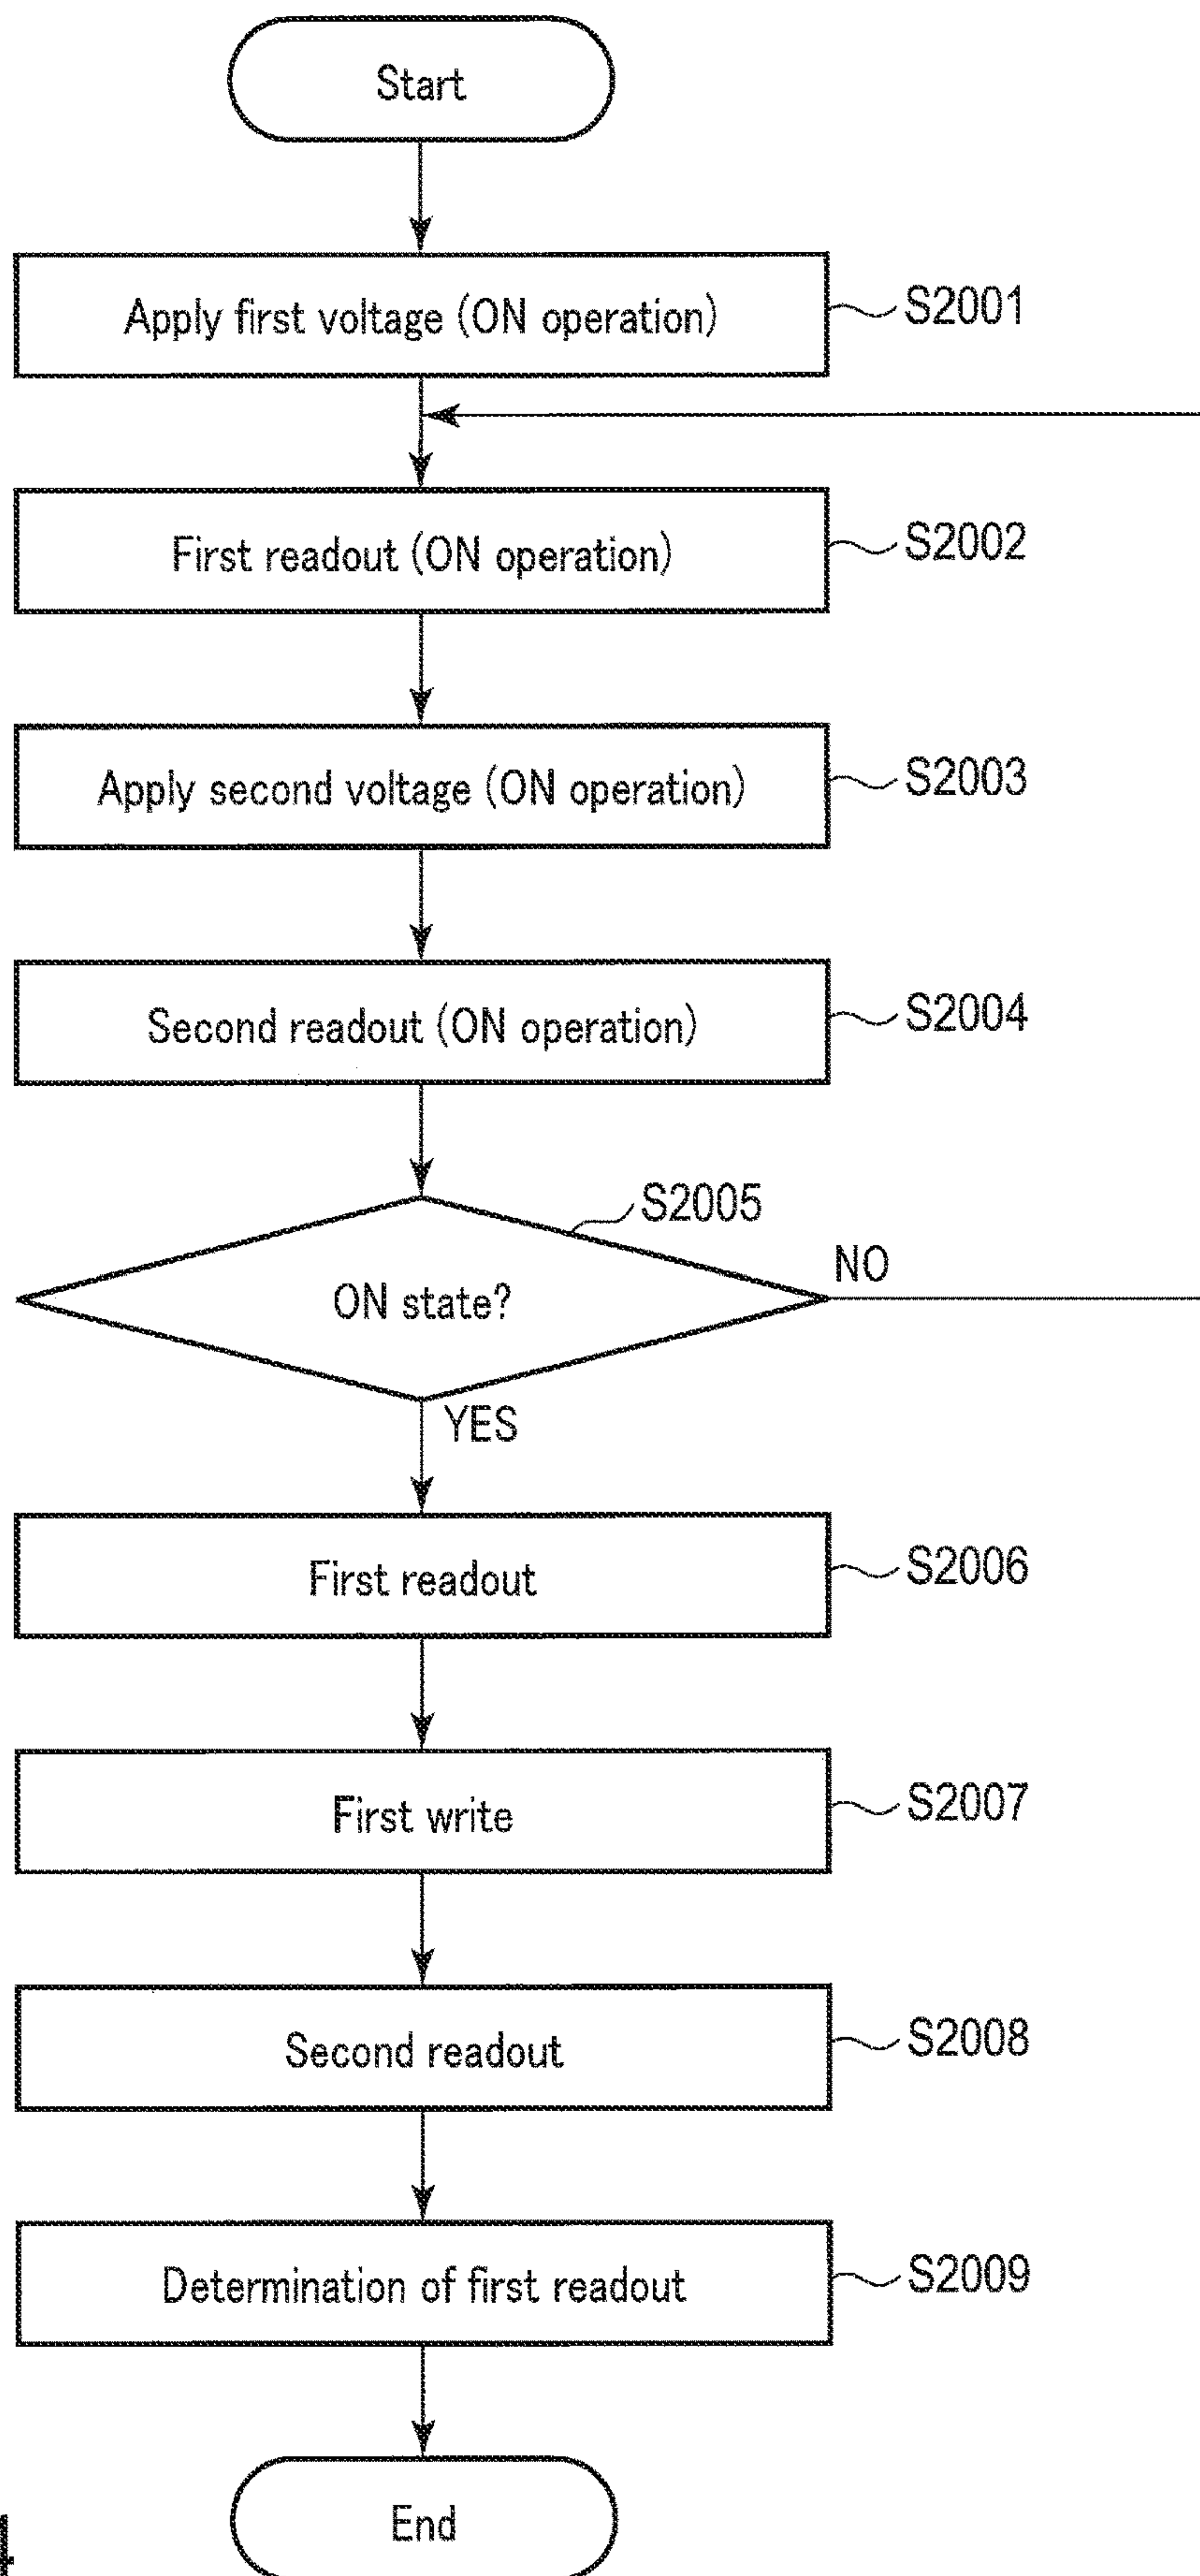 Start
Apply first voltage (ON operation) S2001
First readout (ON operation) S2002
Apply second voltage (ON operation) S2003
Second readout (ON operation) S2004
S2005
ON state? NO
YES
First readout S2006
First write S2007
Second readout S2008
Determination of first readout S2009
End